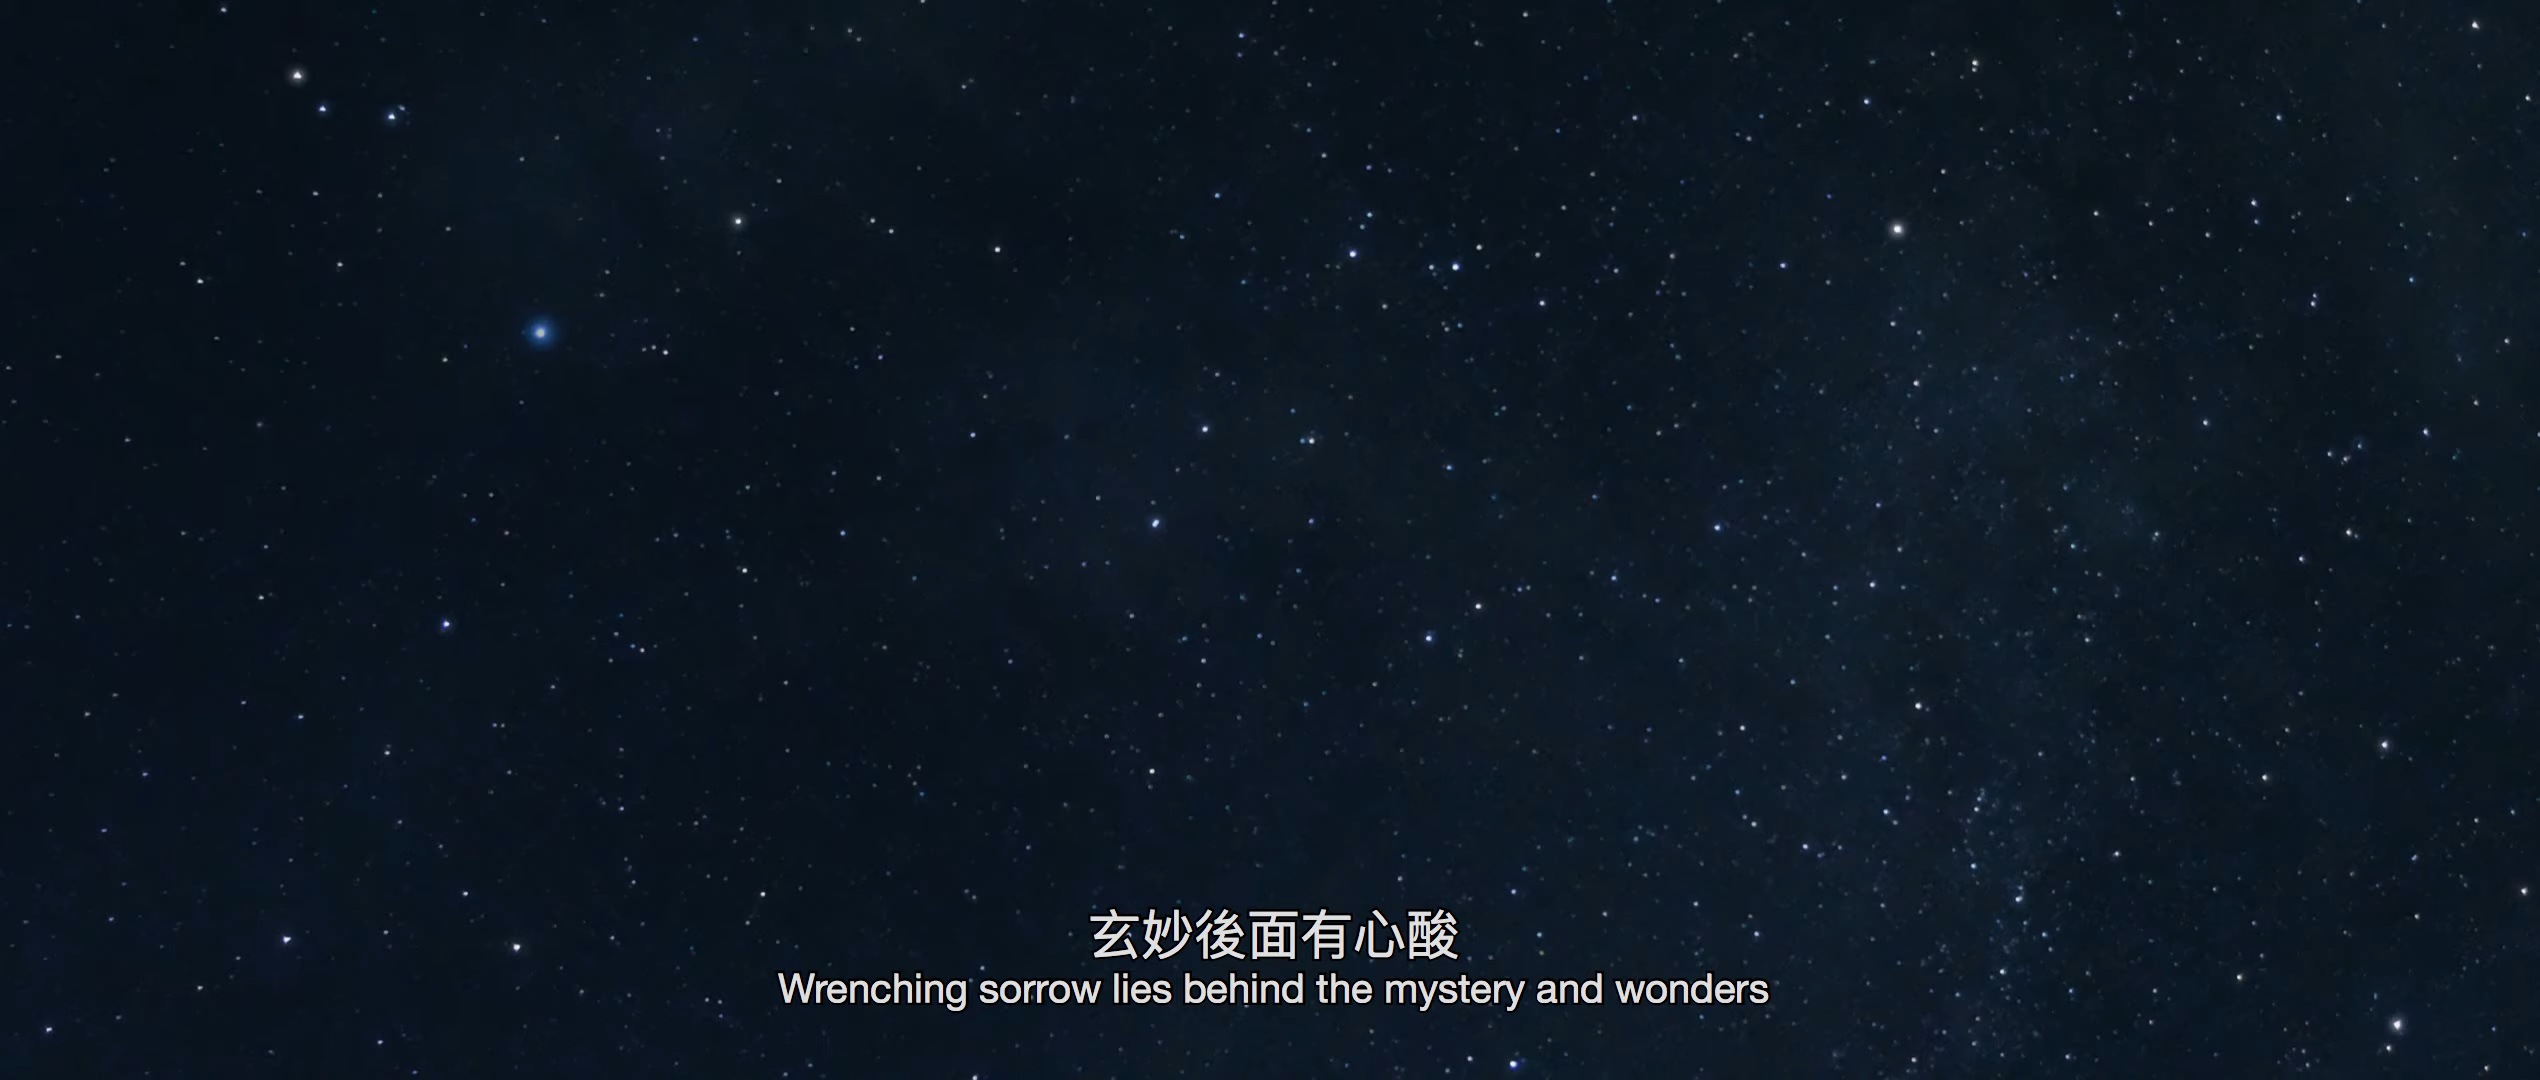 玄妙後面有心酸
Wrenching sorrow lies behind the mystery and wonders